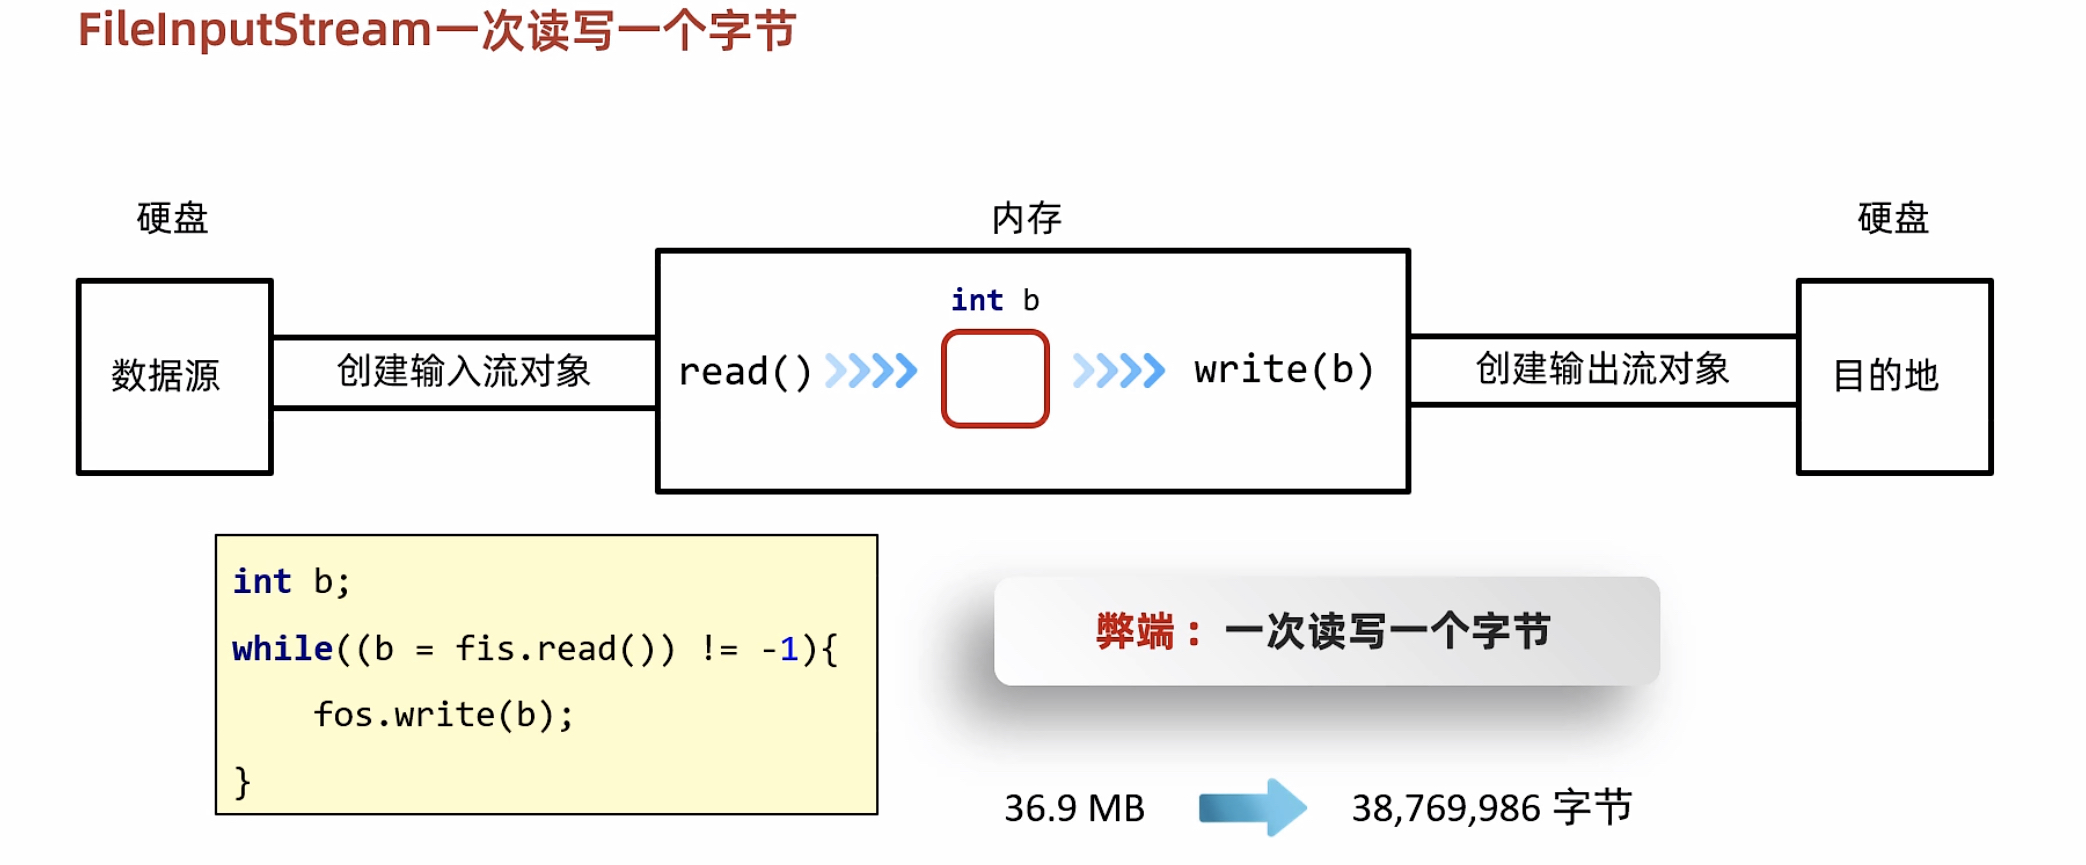 FileInputStream一次读写一个字节
硬盘
内存
硬盘
int b
数据源
创建输入流对象
read()
write(b)
创建输出流对象
目的地
int b;
while((b = fis.read()) != -1){
    fos.write(b);
}
弊端：一次读写一个字节
36.9 MB
38,769,986 字节